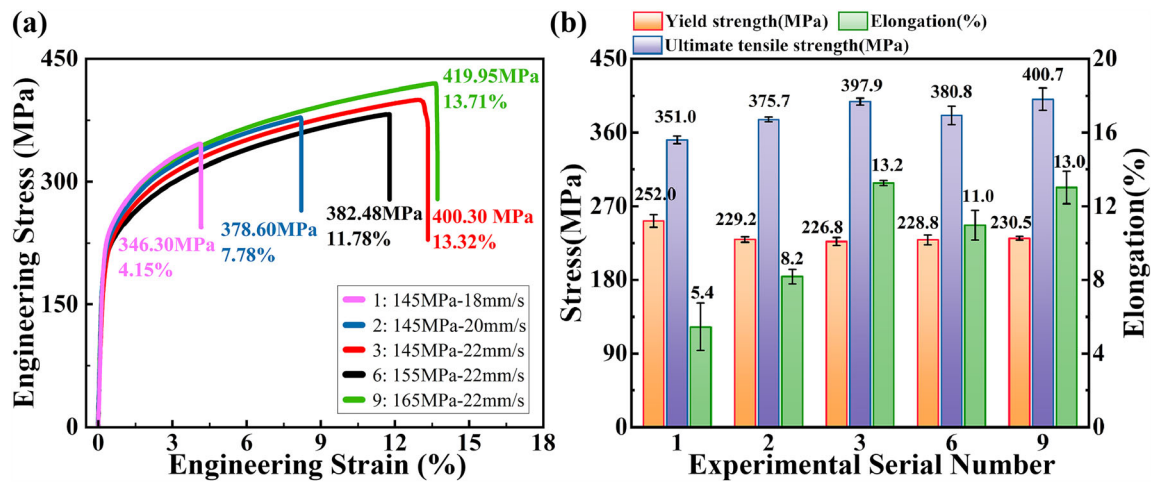 (a)
Engineering Stress (MPa)
450
300
150
0
0 3 6 9 12 15 18
Engineering Strain (%)
346.30MPa
4.15%
378.60MPa
7.78%
382.48MPa
11.78%
400.30 MPa
13.32%
419.95MPa
13.71%
1: 145MPa-18mm/s
2: 145MPa-20mm/s
3: 145MPa-22mm/s
6: 155MPa-22mm/s
9: 165MPa-22mm/s
(b)
Yield strength(MPa)
Elongation(%)
Ultimate tensile strength(MPa)
Stress(MPa)
450
360
270
180
90
0
252.0
351.0
5.4
229.2
375.7
8.2
226.8
397.9
13.2
228.8
380.8
11.0
230.5
400.7
13.0
1 2 3 6 9
Experimental Serial Number
20
16
12
8
4
0
Elongation(%)